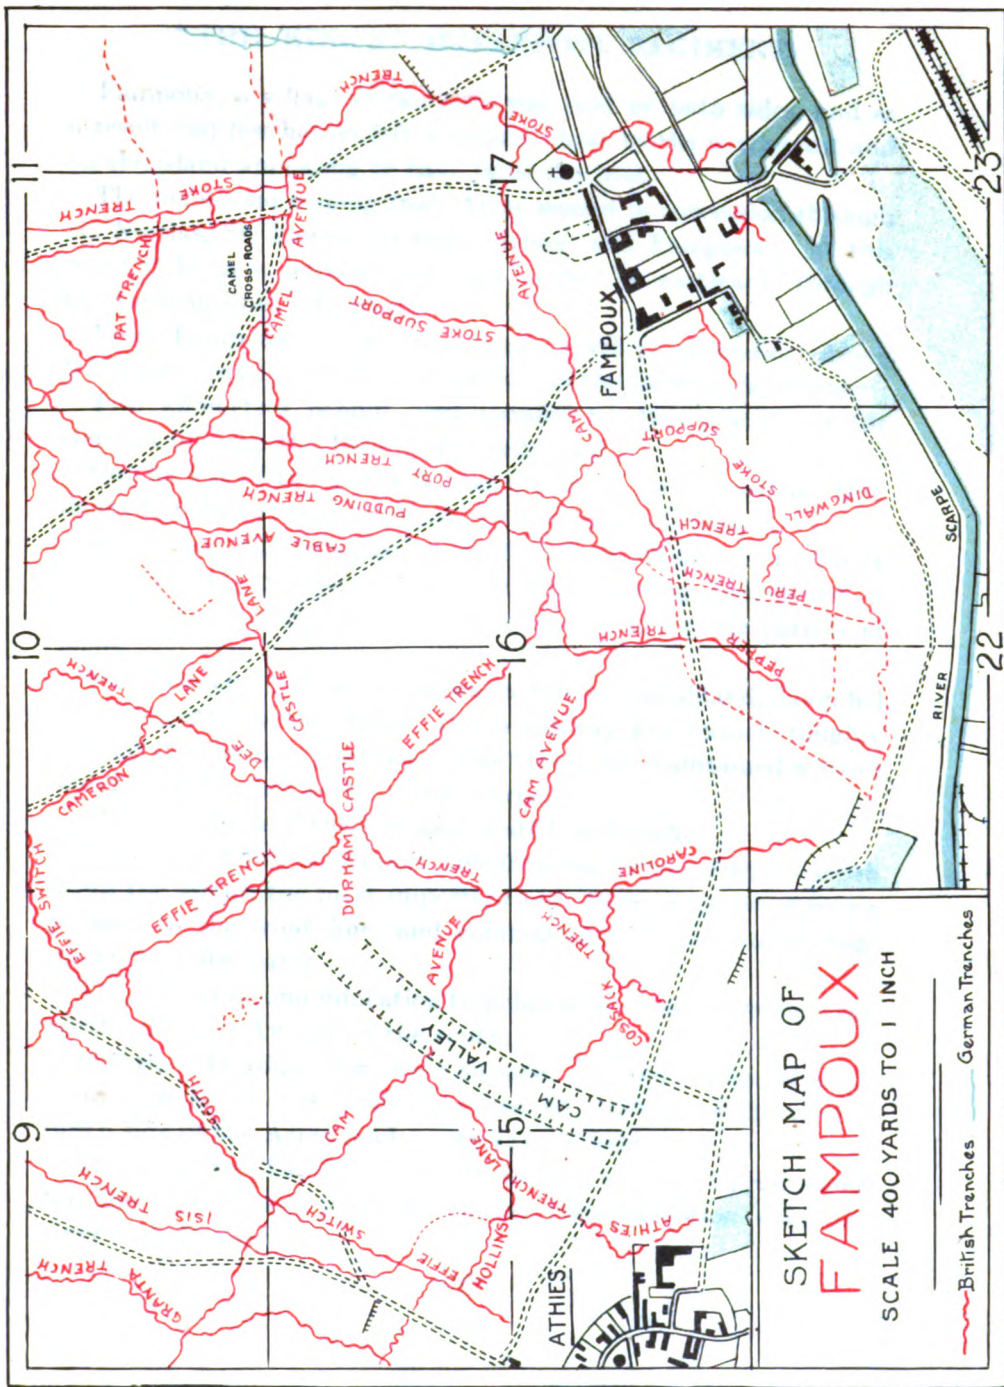 SKETCH MAP OF
FAMPOUX
SCALE 400 YARDS TO 1 INCH
British Trenches
German Trenches
9
10
11
15
16
17
22
23
GRANTA
TRENCH
ISIS
TRENCH
SOUTH
EFFIE SWITCH
EFFIE TRENCH
CAMERON
LANE
DEE
TRENCH
CASTLE
LANE
DURHAM CASTLE
EFFIE TRENCH
CABLE AVENUE
PUDDING TRENCH
PORT
TRENCH
PAT TRENCH
STOKE
TRENCH
CAMEL
CROSS-ROADS
CAMEL
AVENUE
STOKE SUPPORT
STOKE
TRENCH
EFFIE
SWITCH
CAM
AVENUE
TRENCH
CAM AVENUE
CAM
AVENUE
CAM
VALLEY
HOLLINS
LANE
ATHIES
TRENCH
ATHIES
COSSACK
TRENCH
CAROLINE
PEPPER
TRENCH
PERU
TRENCH
TRENCH
DINGWALL
STOKE
SUPPORT
FAMPOUX
RIVER
SCARPE